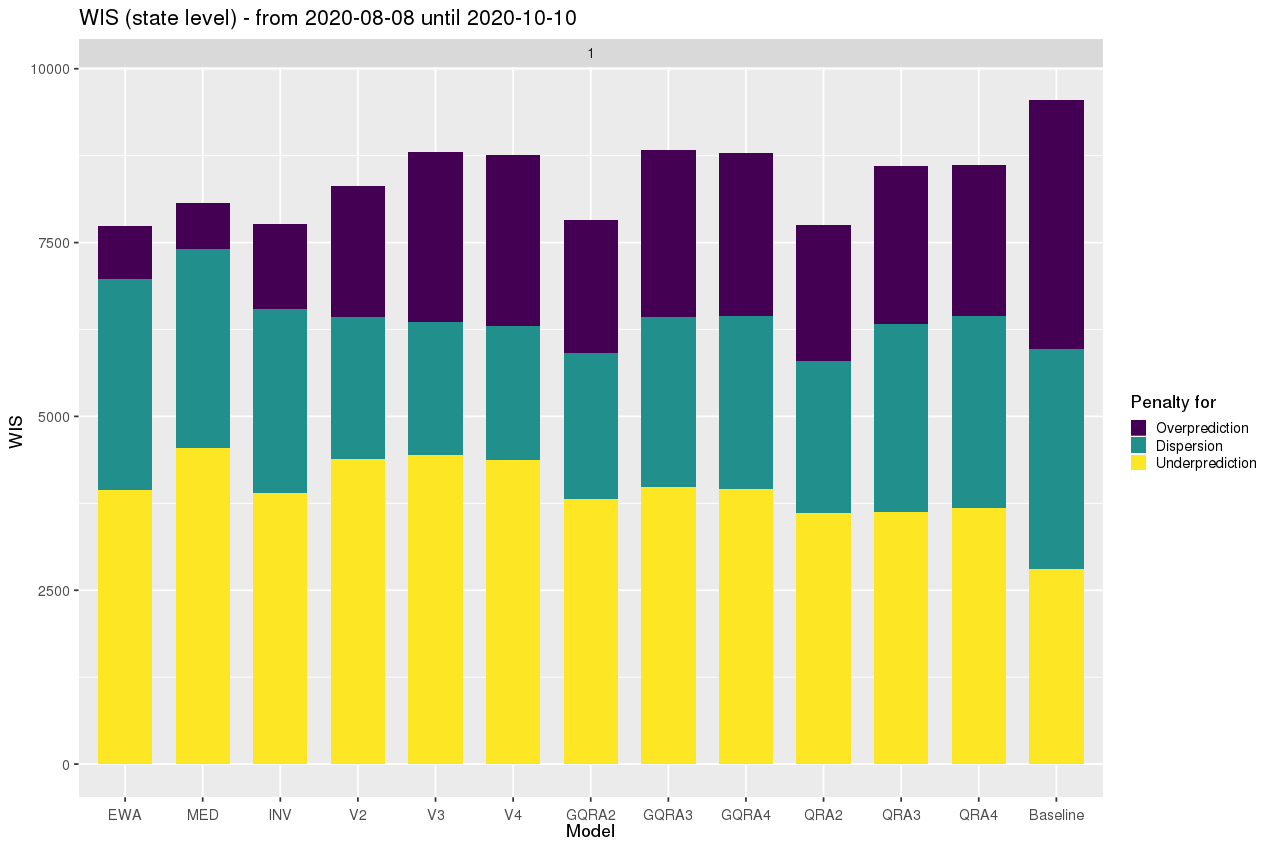 WIS (state level) - from 2020-08-08 until 2020-10-10
1
10000
7500
5000
2500
0
WIS
EWA MED INV V2 V3 V4 GQRA2 GQRA3 GQRA4 QRA2 QRA3 QRA4 Baseline
Model
Penalty for
Overprediction
Dispersion
Underprediction